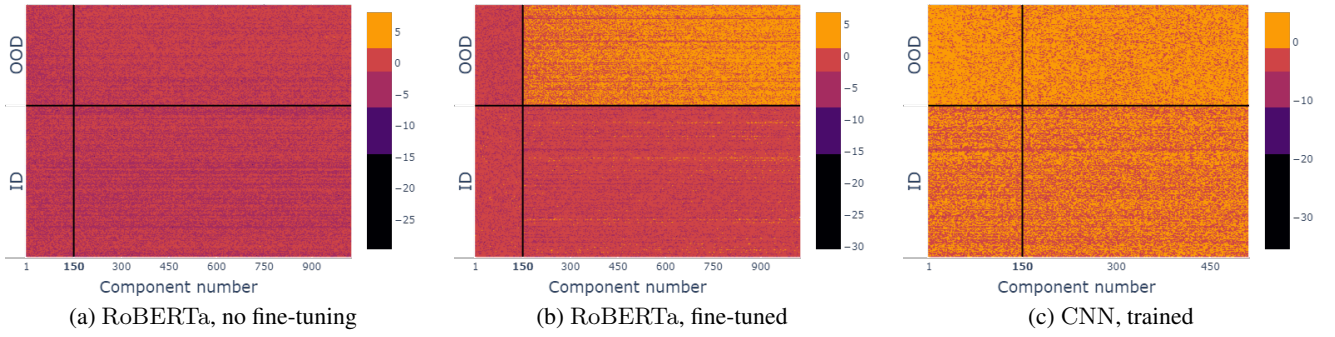 OOD
ID
5
0
−5
−10
−15
−20
−25
1 150 300 450 600 750 900
Component number
(a) RoBERTa, no fine-tuning
OOD
ID
5
0
−5
−10
−15
−20
−25
−30
1 150 300 450 600 750 900
Component number
(b) RoBERTa, fine-tuned
OOD
ID
0
−10
−20
−30
1 150 300 450
Component number
(c) CNN, trained